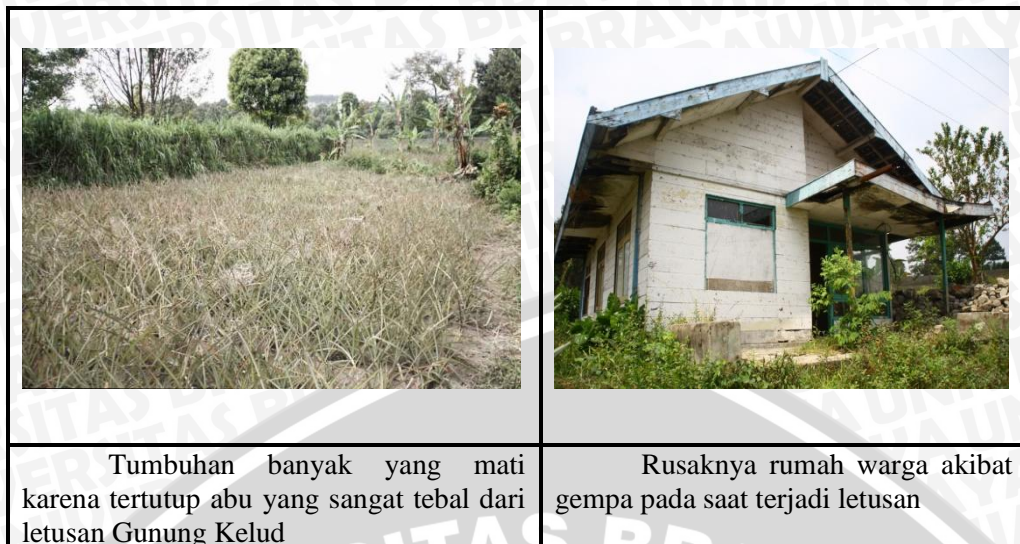 Tumbuhan banyak yang mati
karena tertutup abu yang sangat tebal dari
letusan Gunung Kelud
Rusaknya rumah warga akibat
gempa pada saat terjadi letusan